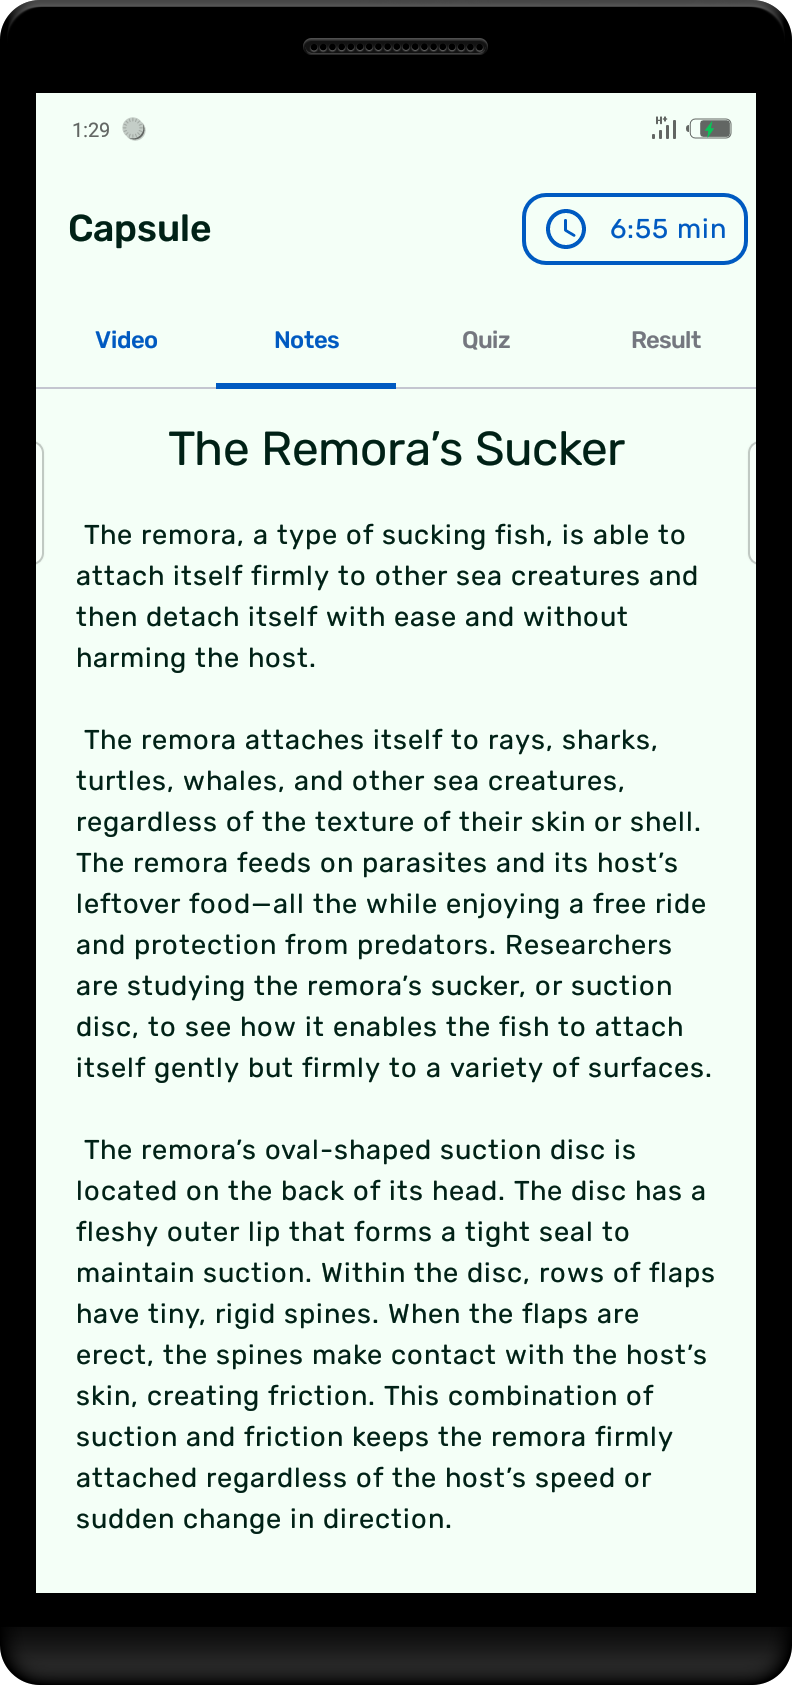 1:29
H+
Capsule
6:55 min
Video Notes Quiz Result
The Remora’s Sucker
The remora, a type of sucking fish, is able to
attach itself firmly to other sea creatures and
then detach itself with ease and without
harming the host.
The remora attaches itself to rays, sharks,
turtles, whales, and other sea creatures,
regardless of the texture of their skin or shell.
The remora feeds on parasites and its host’s
leftover food—all the while enjoying a free ride
and protection from predators. Researchers
are studying the remora’s sucker, or suction
disc, to see how it enables the fish to attach
itself gently but firmly to a variety of surfaces.
The remora’s oval-shaped suction disc is
located on the back of its head. The disc has a
fleshy outer lip that forms a tight seal to
maintain suction. Within the disc, rows of flaps
have tiny, rigid spines. When the flaps are
erect, the spines make contact with the host’s
skin, creating friction. This combination of
suction and friction keeps the remora firmly
attached regardless of the host’s speed or
sudden change in direction.